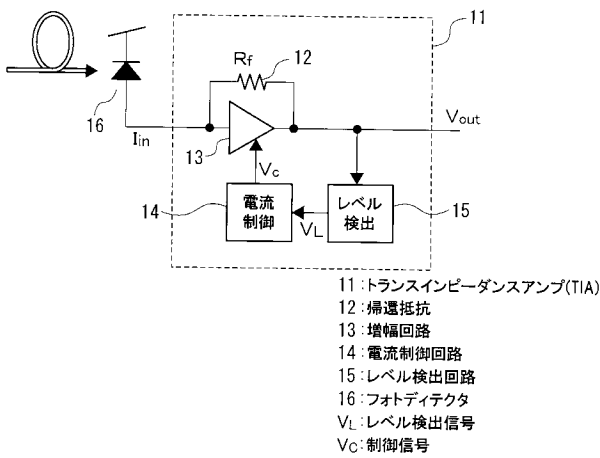 11
Rf
12
16
Iin
13
Vout
Vc
14
電流
制御
VL
レベル
検出
15
11:トランスインピーダンスアンプ(TIA)
12:帰還抵抗
13:増幅回路
14:電流制御回路
15:レベル検出回路
16:フォトディテクタ
VL:レベル検出信号
VC:制御信号